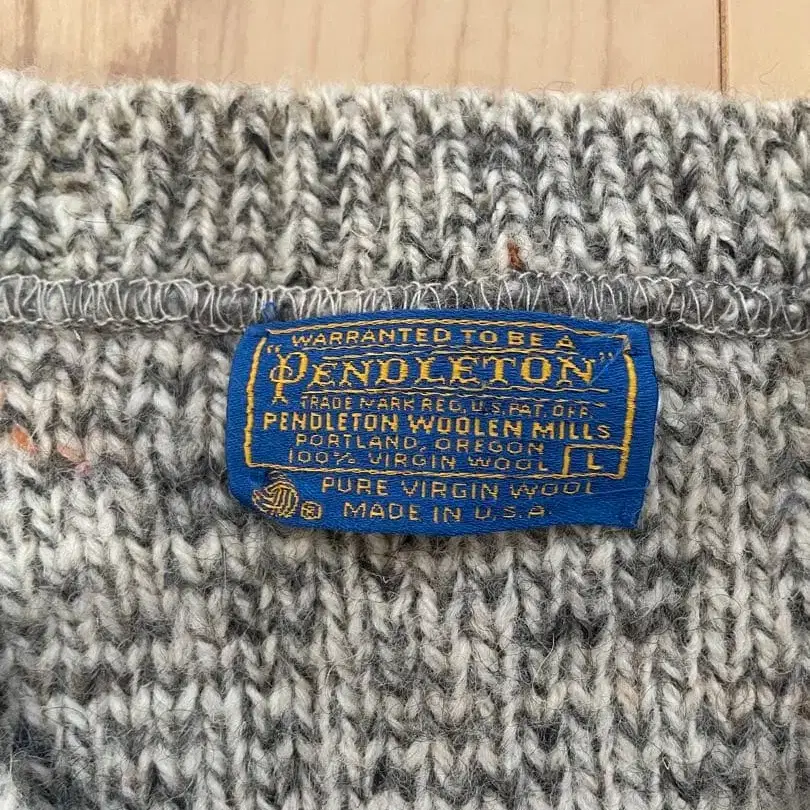 WARRANTED TO BE A
"PENDLETON"
TRADE MARK REG. U.S. PAT. OFF.
PENDLETON WOOLEN MILLS
PORTLAND, OREGON
100% VIRGIN WOOL L
PURE VIRGIN WOOL
® MADE IN U.S.A.